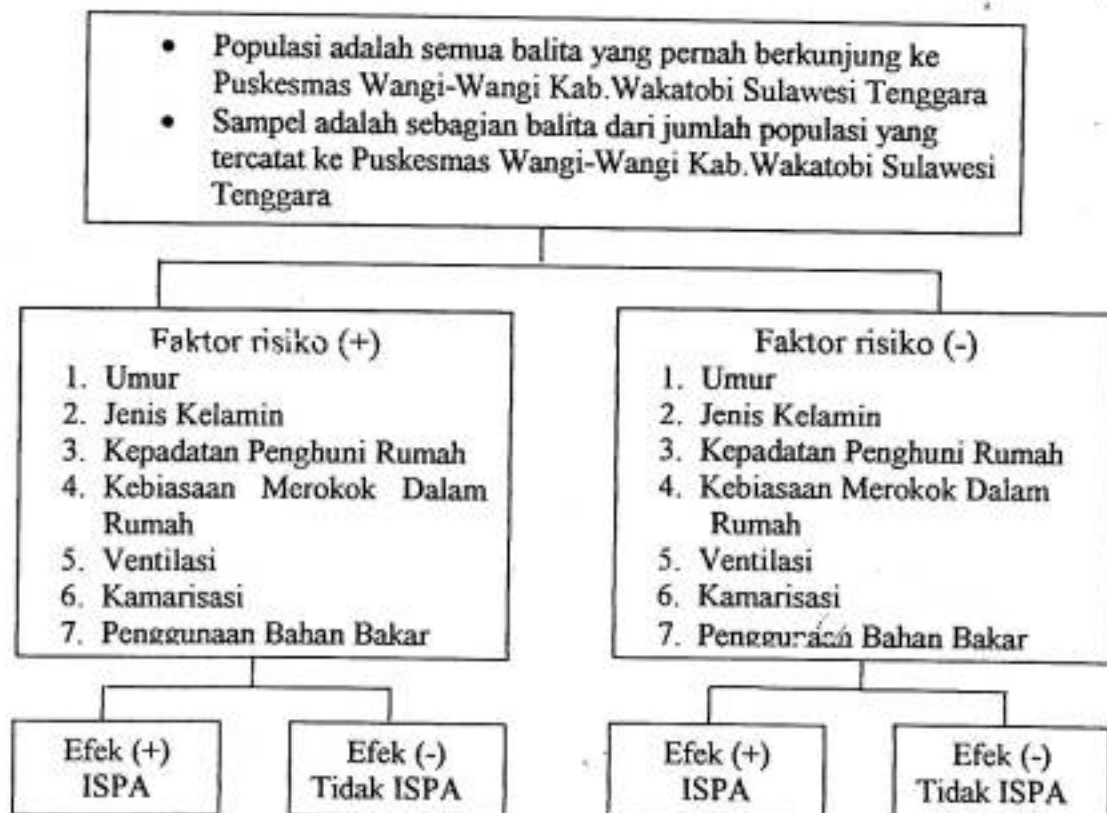 • Populasi adalah semua balita yang pernah berkunjung ke
Puskesmas Wangi-Wangi Kab.Wakatobi Sulawesi Tenggara
• Sampel adalah sebagian balita dari jumlah populasi yang
tercatat ke Puskesmas Wangi-Wangi Kab.Wakatobi Sulawesi
Tenggara
Faktor risiko (+)
1. Umur
2. Jenis Kelamin
3. Kepadatan Penghuni Rumah
4. Kebiasaan Merokok Dalam
Rumah
5. Ventilasi
6. Kamarisasi
7. Penggunaan Bahan Bakar
Faktor risiko (-)
1. Umur
2. Jenis Kelamin
3. Kepadatan Penghuni Rumah
4. Kebiasaan Merokok Dalam
Rumah
5. Ventilasi
6. Kamarisasi
7. Penggunaan Bahan Bakar
Efek (+)
ISPA
Efek (-)
Tidak ISPA
Efek (+)
ISPA
Efek (-)
Tidak ISPA